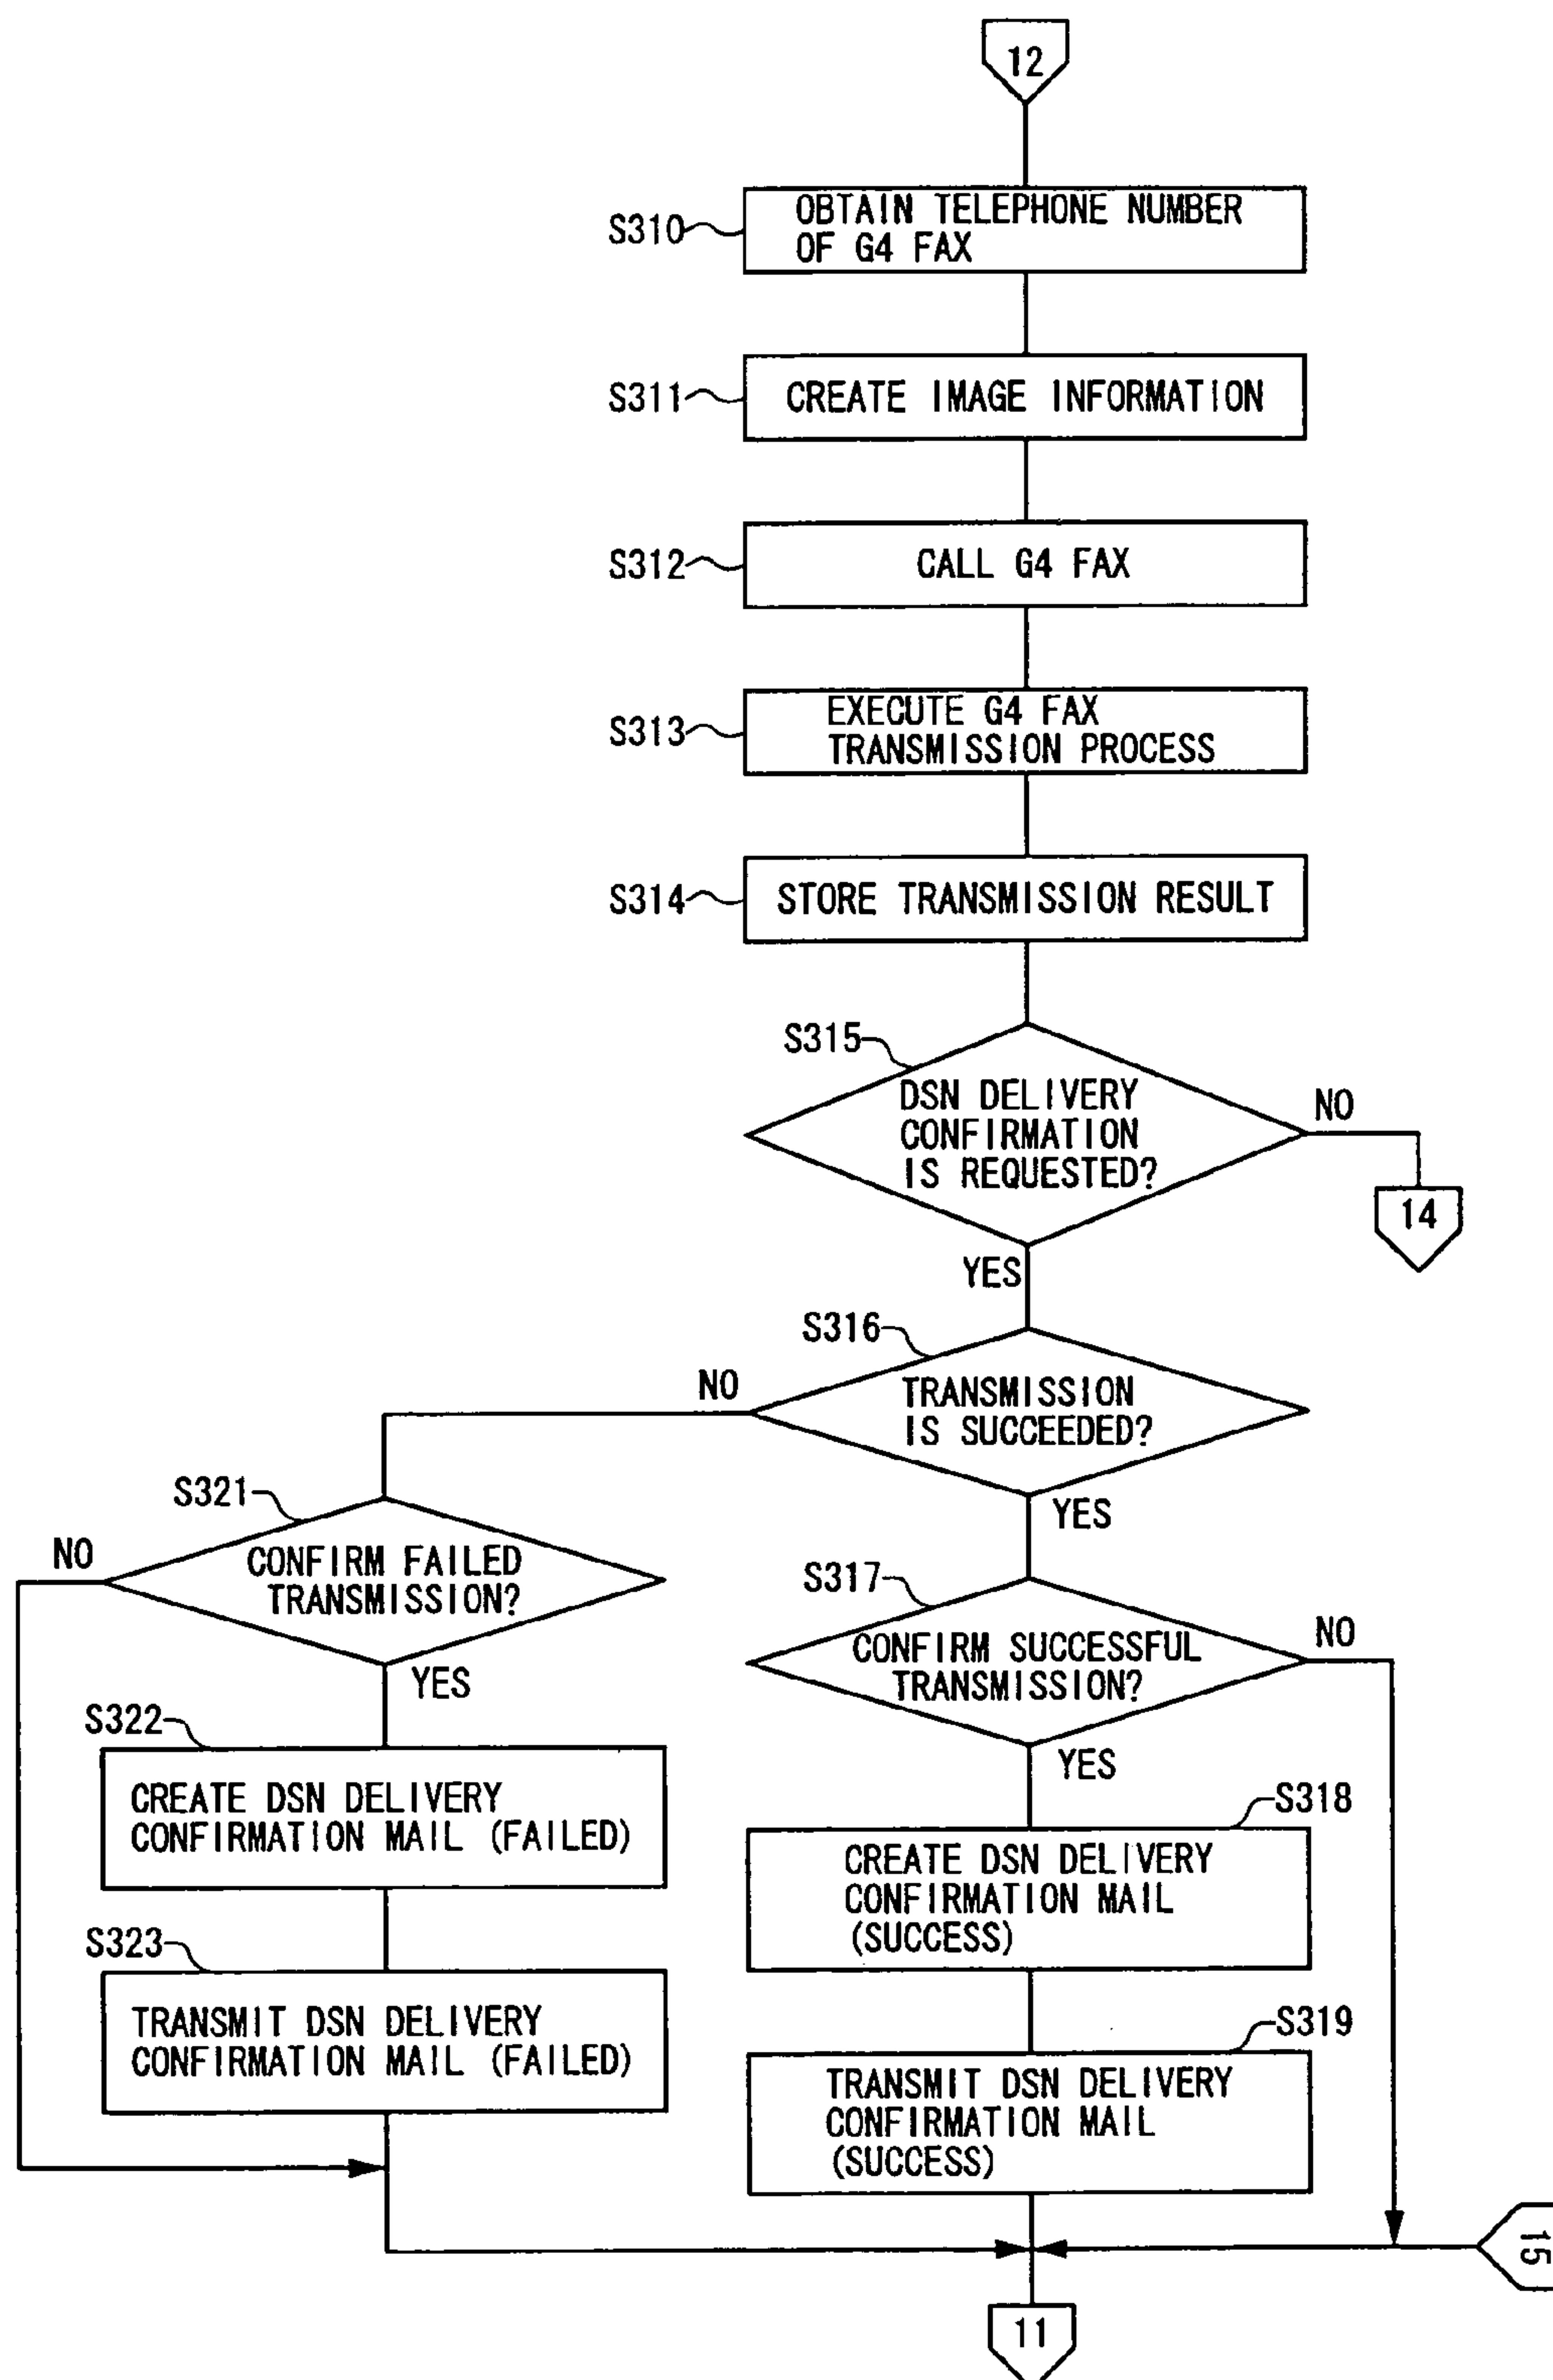 12
S310
OBTAIN TELEPHONE NUMBER
OF G4 FAX
S311
CREATE IMAGE INFORMATION
S312
CALL G4 FAX
S313
EXECUTE G4 FAX
TRANSMISSION PROCESS
S314
STORE TRANSMISSION RESULT
S315
DSN DELIVERY
CONFIRMATION
IS REQUESTED?
NO
14
YES
S316
NO
TRANSMISSION
IS SUCCEEDED?
YES
S321
NO
CONFIRM FAILED
TRANSMISSION?
YES
S317
CONFIRM SUCCESSFUL
TRANSMISSION?
NO
YES
S322
CREATE DSN DELIVERY
CONFIRMATION MAIL (FAILED)
S318
CREATE DSN DELIVERY
CONFIRMATION MAIL
(SUCCESS)
S323
TRANSMIT DSN DELIVERY
CONFIRMATION MAIL (FAILED)
S319
TRANSMIT DSN DELIVERY
CONFIRMATION MAIL
(SUCCESS)
15
11